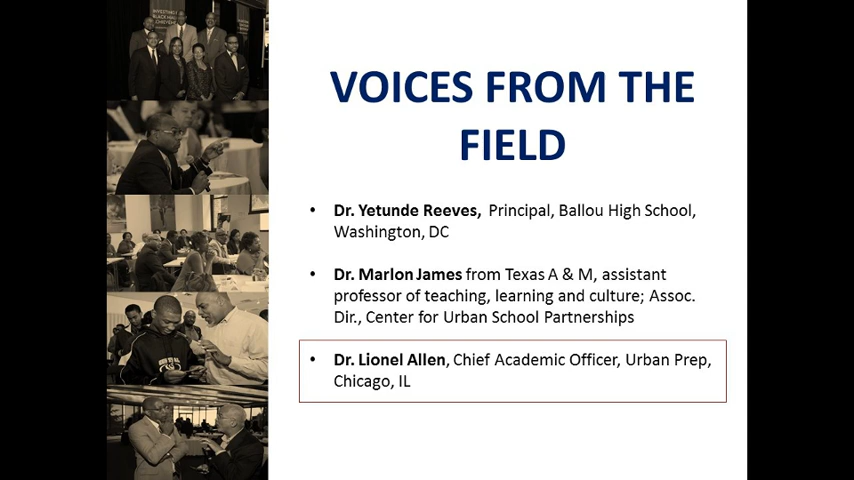 VOICES FROM THE
FIELD
• Dr. Yetunde Reeves, Principal, Ballou High School,
Washington, DC
• Dr. Marlon James from Texas A & M, assistant
professor of teaching, learning and culture; Assoc.
Dir., Center for Urban School Partnerships
• Dr. Lionel Allen, Chief Academic Officer, Urban Prep,
Chicago, IL